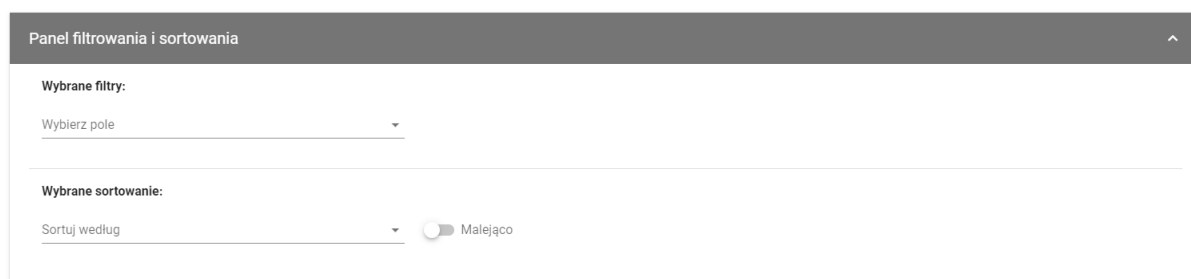 Panel filtrowania i sortowania
Wybrane filtry:
Wybierz pole
Wybrane sortowanie:
Sortuj według
Malejąco